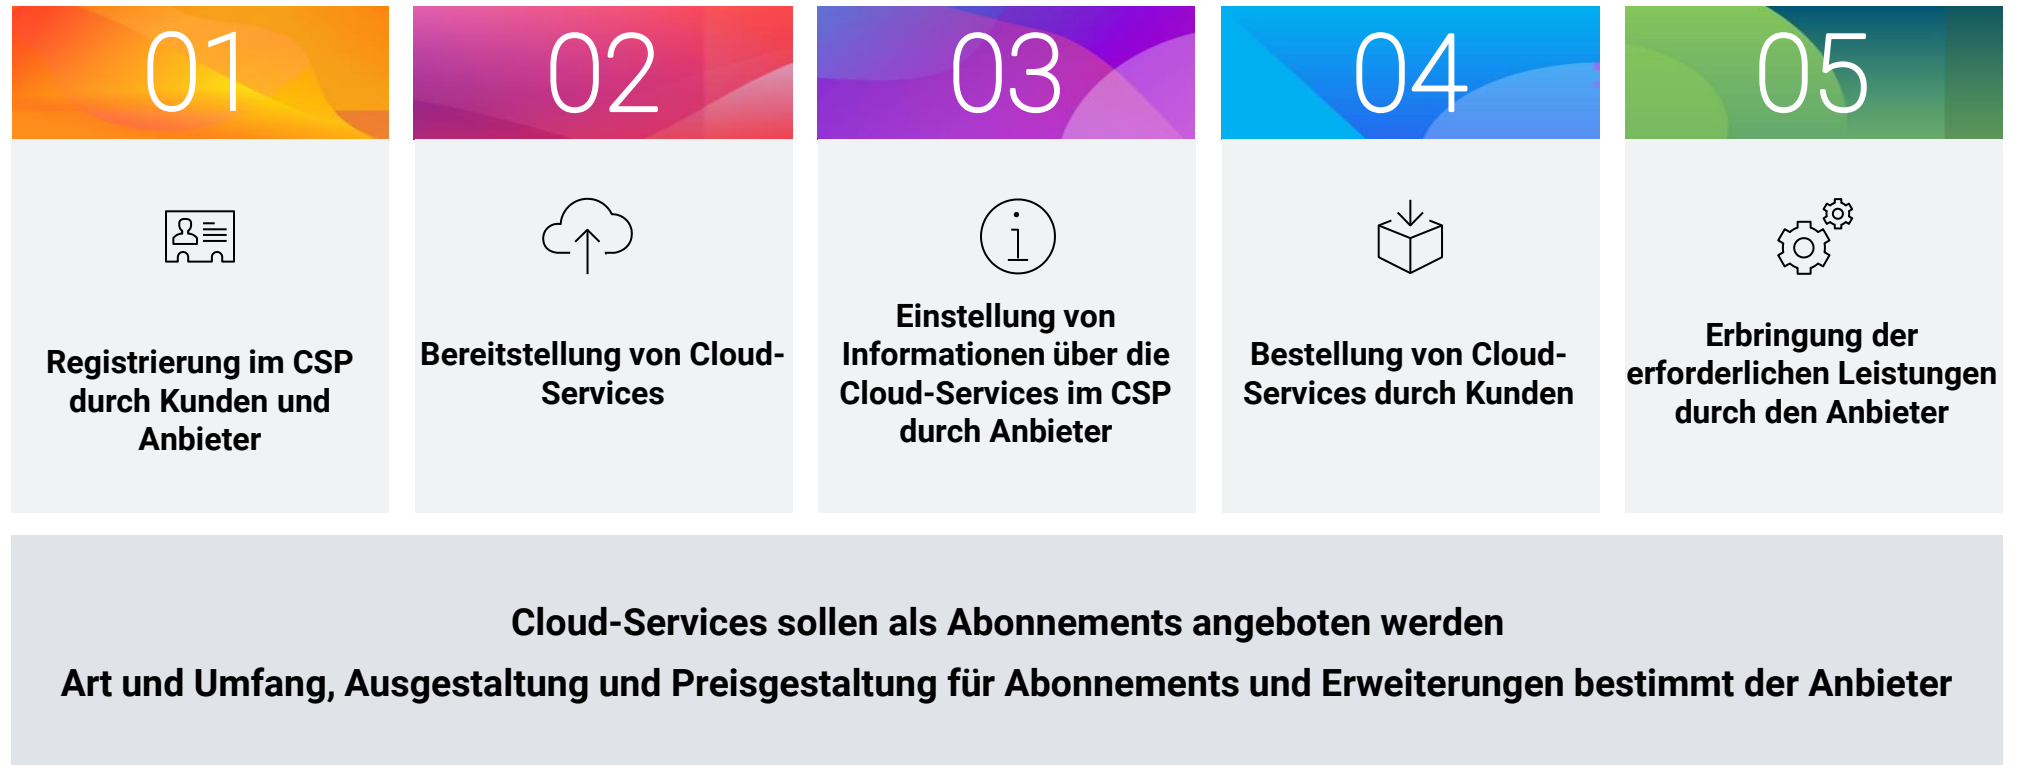 01
Registrierung im CSP
durch Kunden und
Anbieter
02
Bereitstellung von Cloud-
Services
03
Einstellung von
Informationen über die
Cloud-Services im CSP
durch Anbieter
04
Bestellung von Cloud-
Services durch Kunden
05
Erbringung der
erforderlichen Leistungen
durch den Anbieter
Cloud-Services sollen als Abonnements angeboten werden
Art und Umfang, Ausgestaltung und Preisgestaltung für Abonnements und Erweiterungen bestimmt der Anbieter